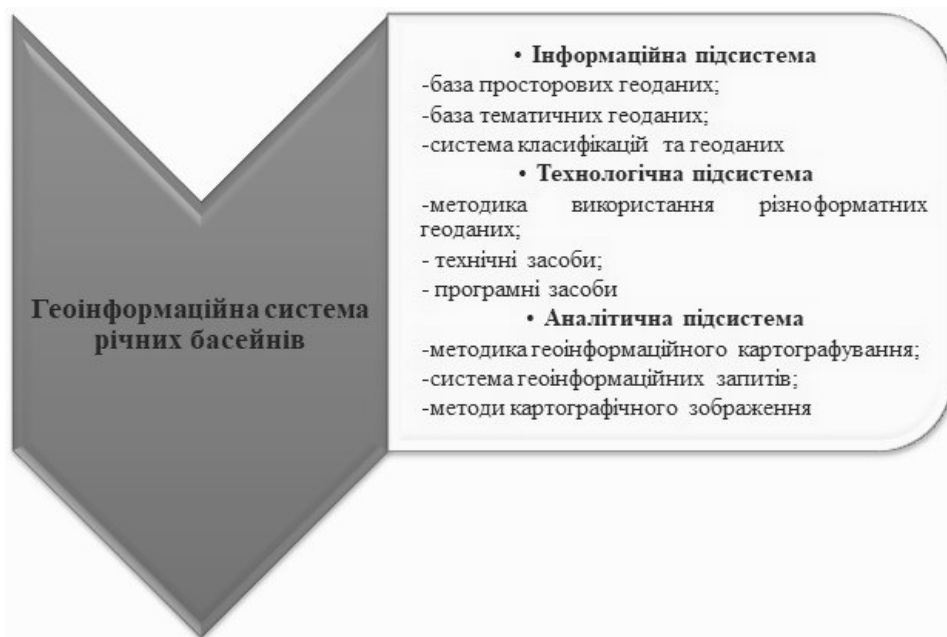 Геоінформаційна система
річних басейнів
• Інформаційна підсистема
-база просторових геоданих;
-база тематичних геоданих;
-система класифікацій та геоданих
• Технологічна підсистема
-методика використання різноформатних
геоданих;
- технічні засоби;
- програмні засоби
• Аналітична підсистема
-методика геоінформаційного картографування;
-система геоінформаційних запитів;
-методи картографічного зображення